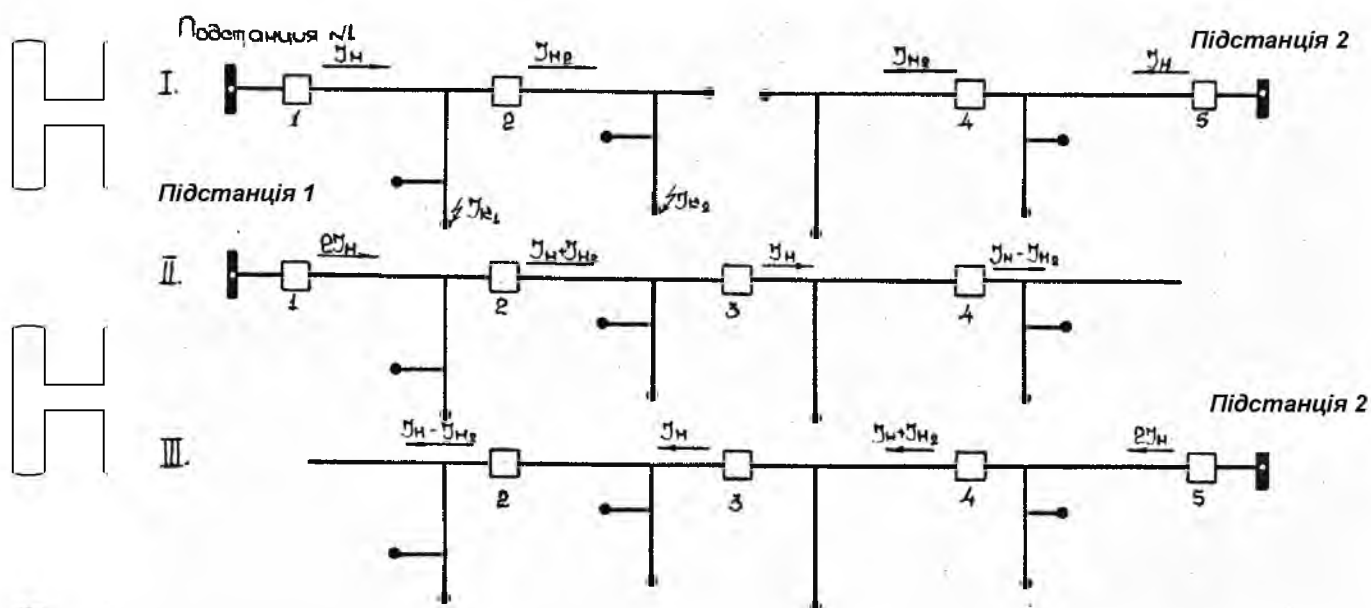 Подстанция N1
Підстанція 2
I.
Jн
Jн2
Jн2
Jн
1
2
4
5
Jк1
Jк2
Підстанція 1
II.
2Jн
Jн+Jн2
Jн
Jн-Jн2
1
2
3
4
Підстанція 2
III.
Jн-Jн2
Jн
Jн+Jн2
2Jн
2
3
4
5